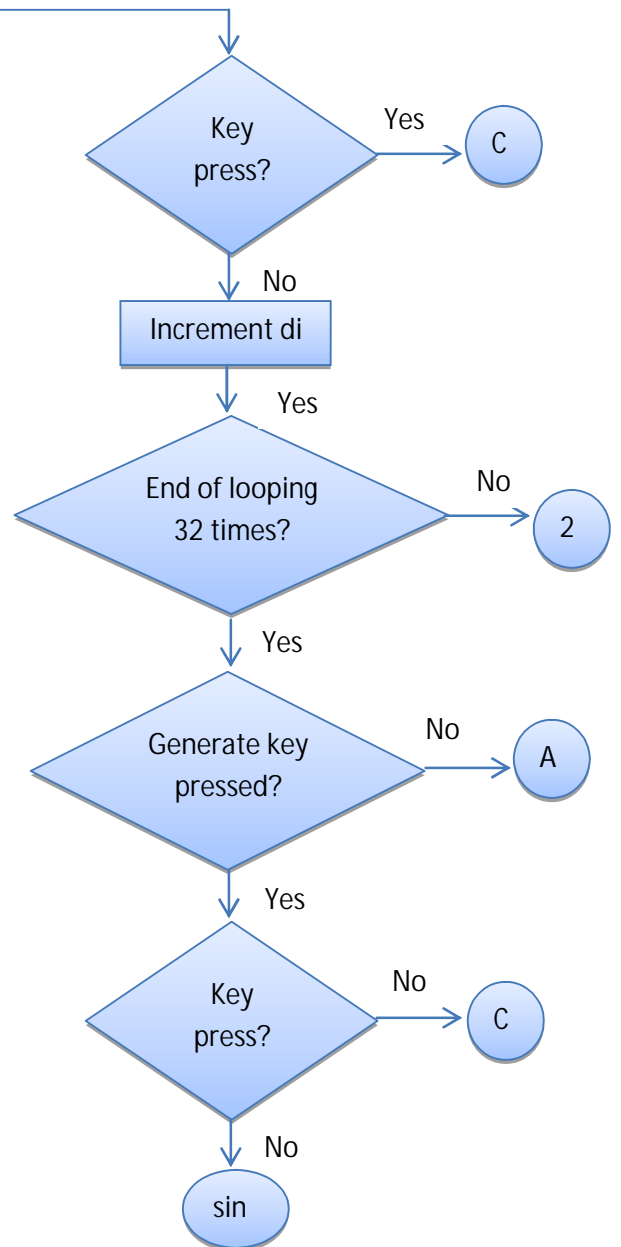 Key
press?
Yes
C
No
Increment di
Yes
End of looping
32 times?
No
2
Yes
Generate key
pressed?
No
A
Yes
Key
press?
No
C
No
sin